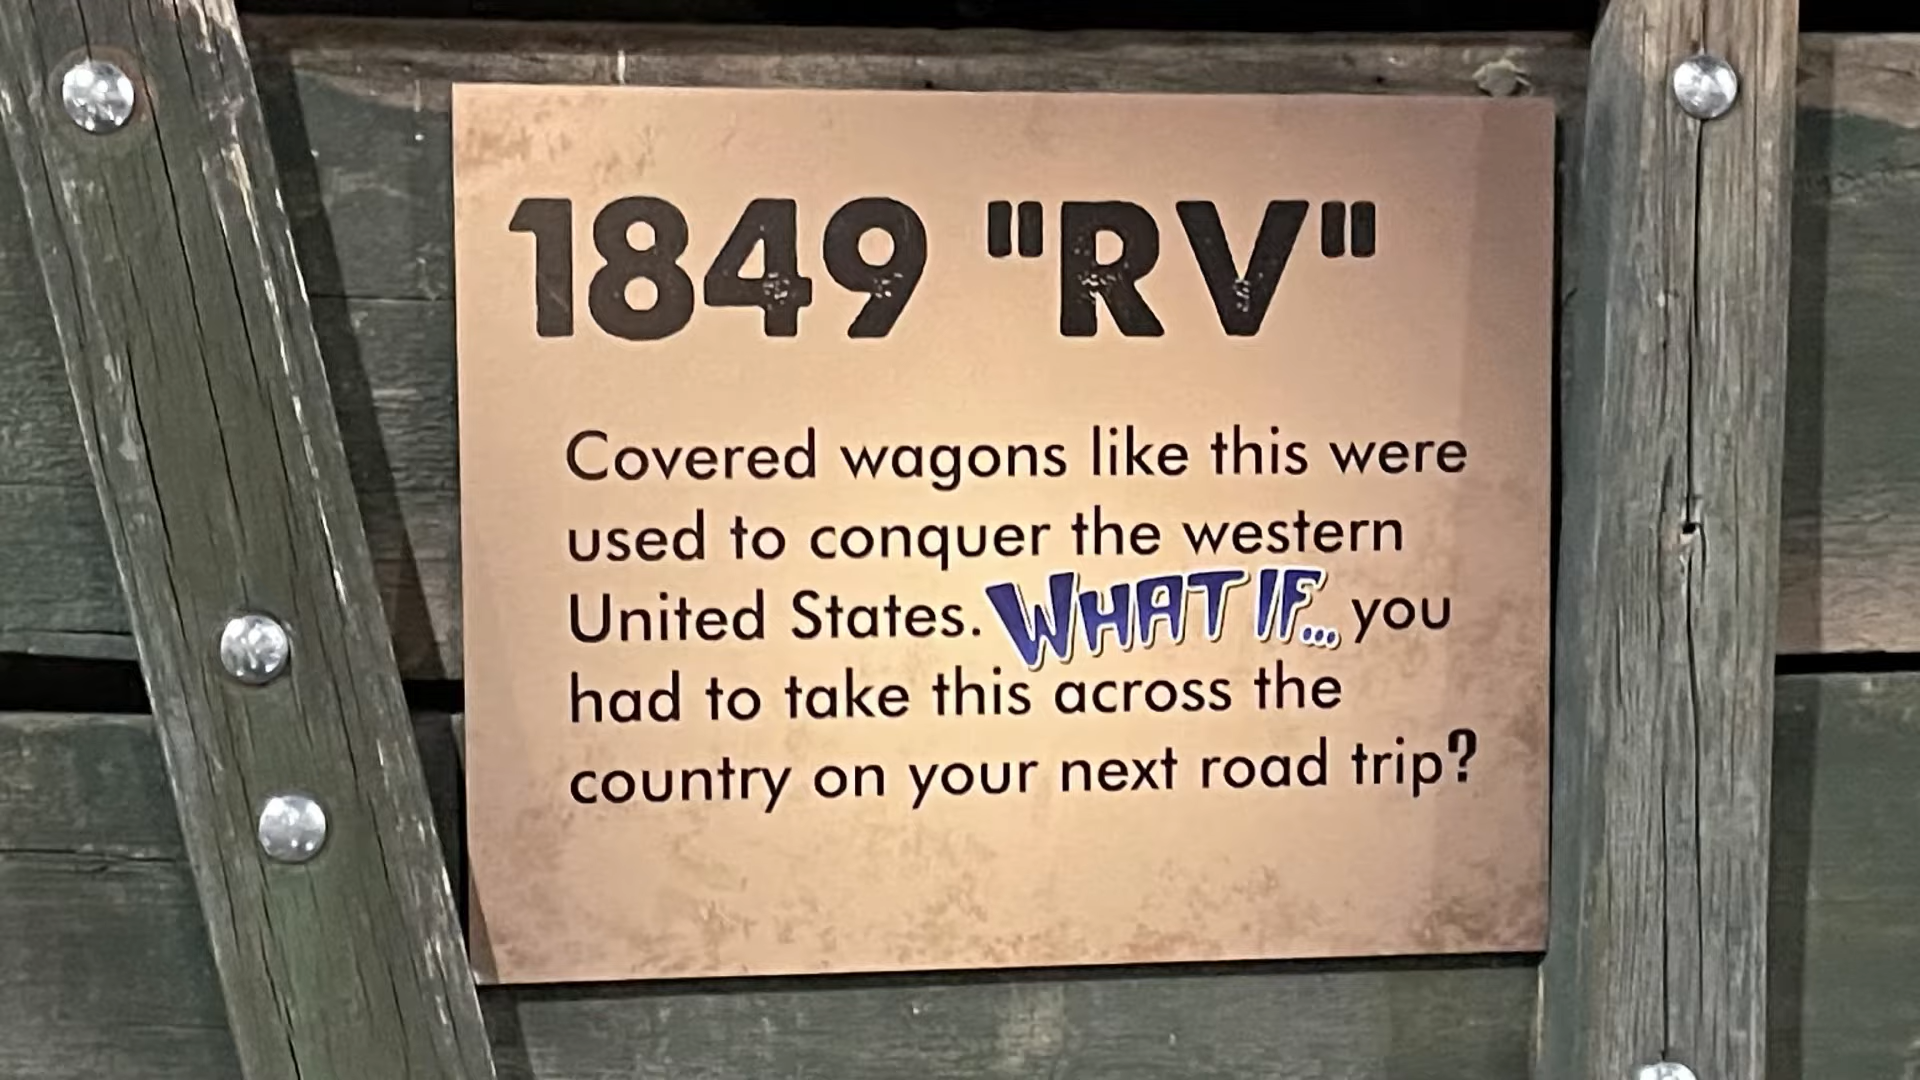 1849 "RV"
Covered wagons like this were
used to conquer the western
United States. WHAT IF... you
had to take this across the
country on your next road trip?